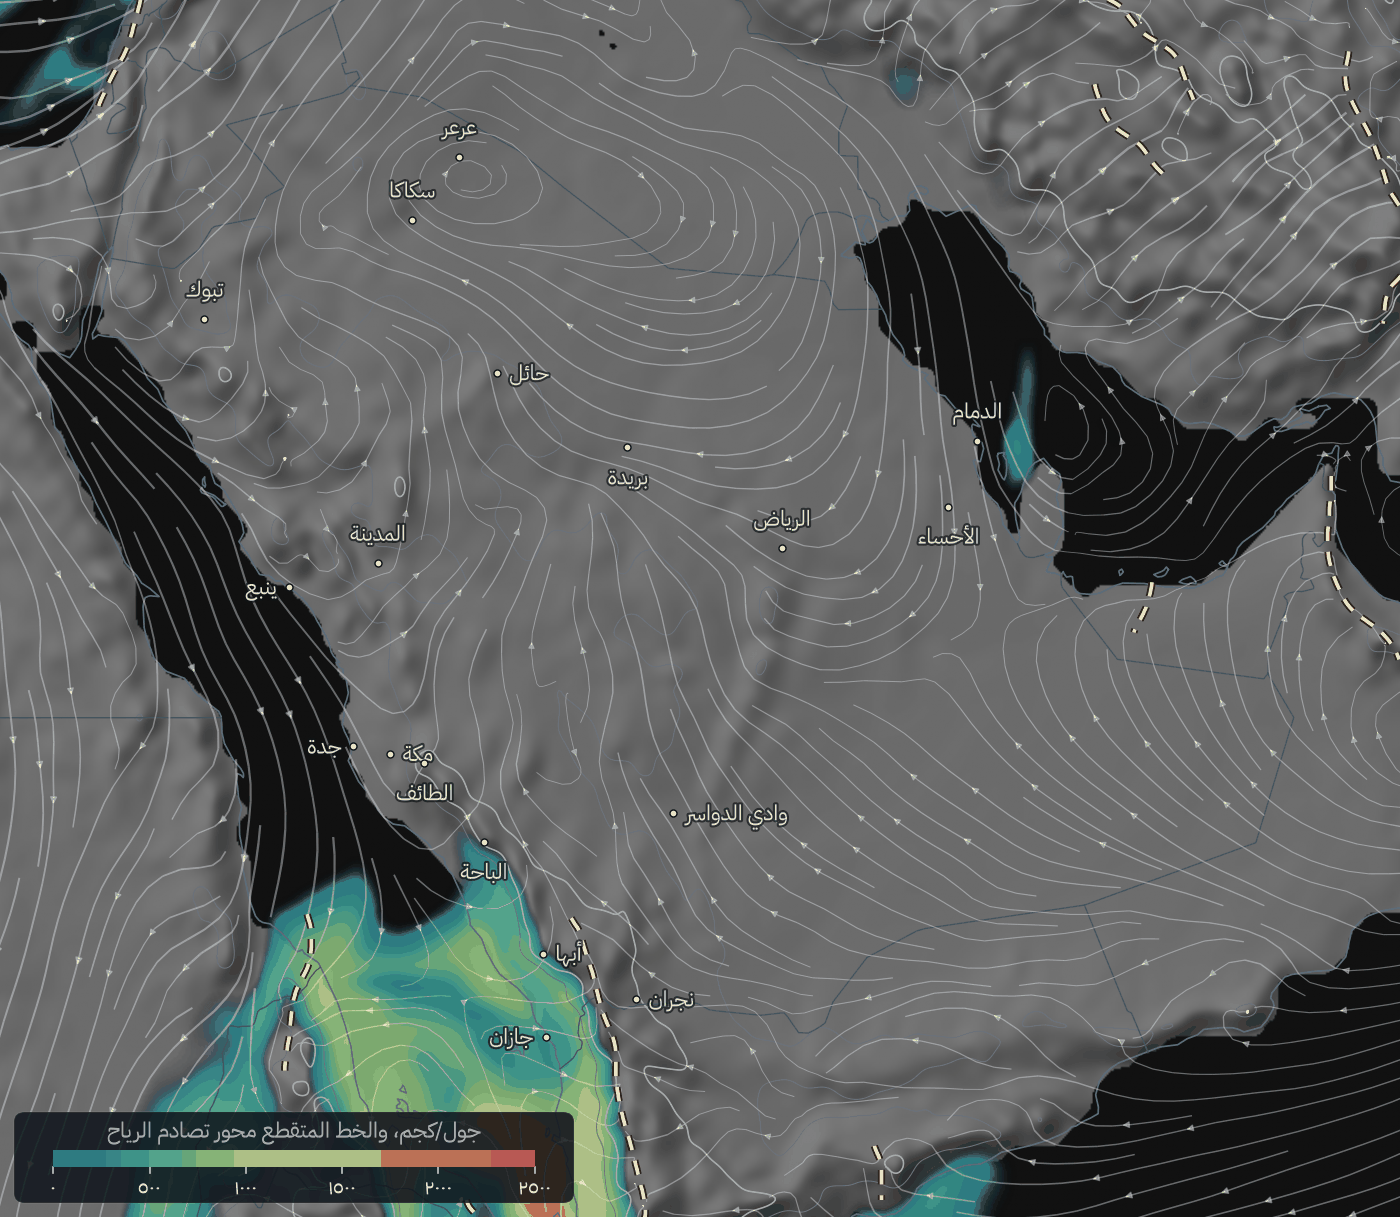 عرعر
سكاكا
تبوك
حائل
الدمام
بريدة
الرياض
الأحساء
المدينة
ينبع
جدة
مكة
الطائف
وادي الدواسر
الباحة
أبها
نجران
جازان
جول/كجم، والخط المتقطع محور تصادم الرياح
٠ ٥٠٠ ١٠٠٠ ١٥٠٠ ٢٠٠٠ ٢٥٠٠